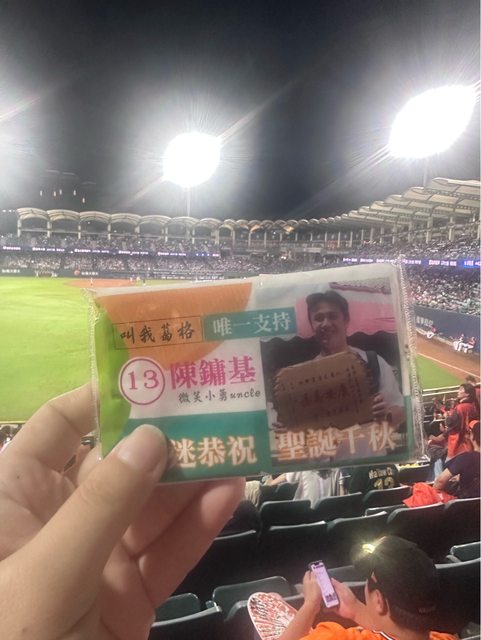 叫我葛格
唯一支持
13
陳鏞基
微笑小勇uncle
迷恭祝
聖誕千秋